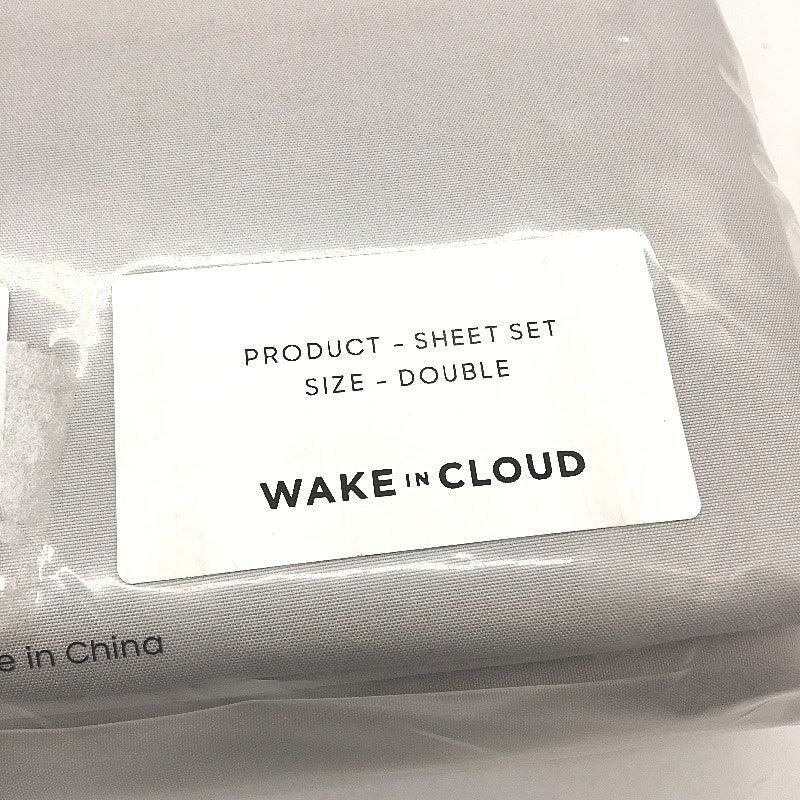 PRODUCT - SHEET SET
SIZE - DOUBLE
WAKE IN CLOUD
e in China